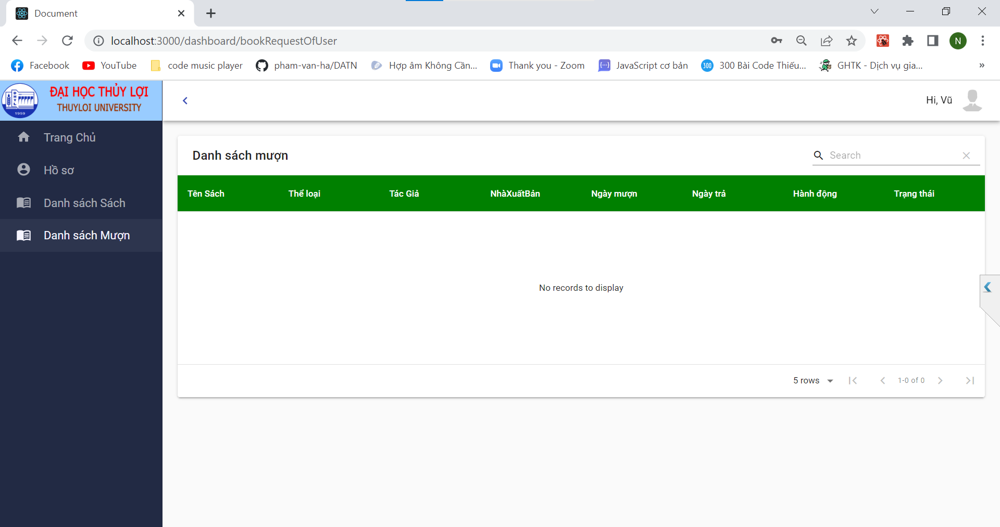 Document
localhost:3000/dashboard/bookRequestOfUser
N
Facebook
YouTube
code music player
pham-van-ha/DATN
Hợp âm Không Cần...
Thank you - Zoom
JavaScript cơ bản
300
300 Bài Code Thiếu...
GHTK - Dịch vụ gia...
»
1959
ĐẠI HỌC THỦY LỢI
THUYLOI UNIVERSITY
Hi, Vũ
Trang Chủ
Hồ sơ
Danh sách Sách
Danh sách Mượn
Danh sách mượn
Search
Tên Sách Thể loại Tác Giả NhàXuấtBản Ngày mượn Ngày trả Hành động Trạng thái
No records to display
5 rows 1-0 of 0